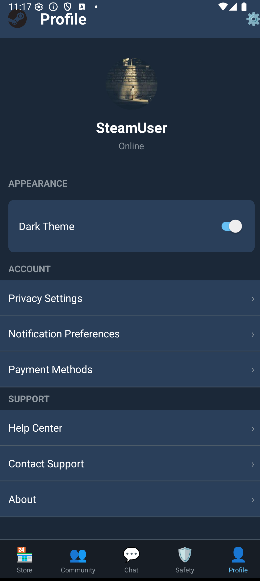 11:17
Profile
SteamUser
Online
APPEARANCE
Dark Theme
ACCOUNT
Privacy Settings
Notification Preferences
Payment Methods
SUPPORT
Help Center
Contact Support
About
Store
Community
Chat
Safety
Profile